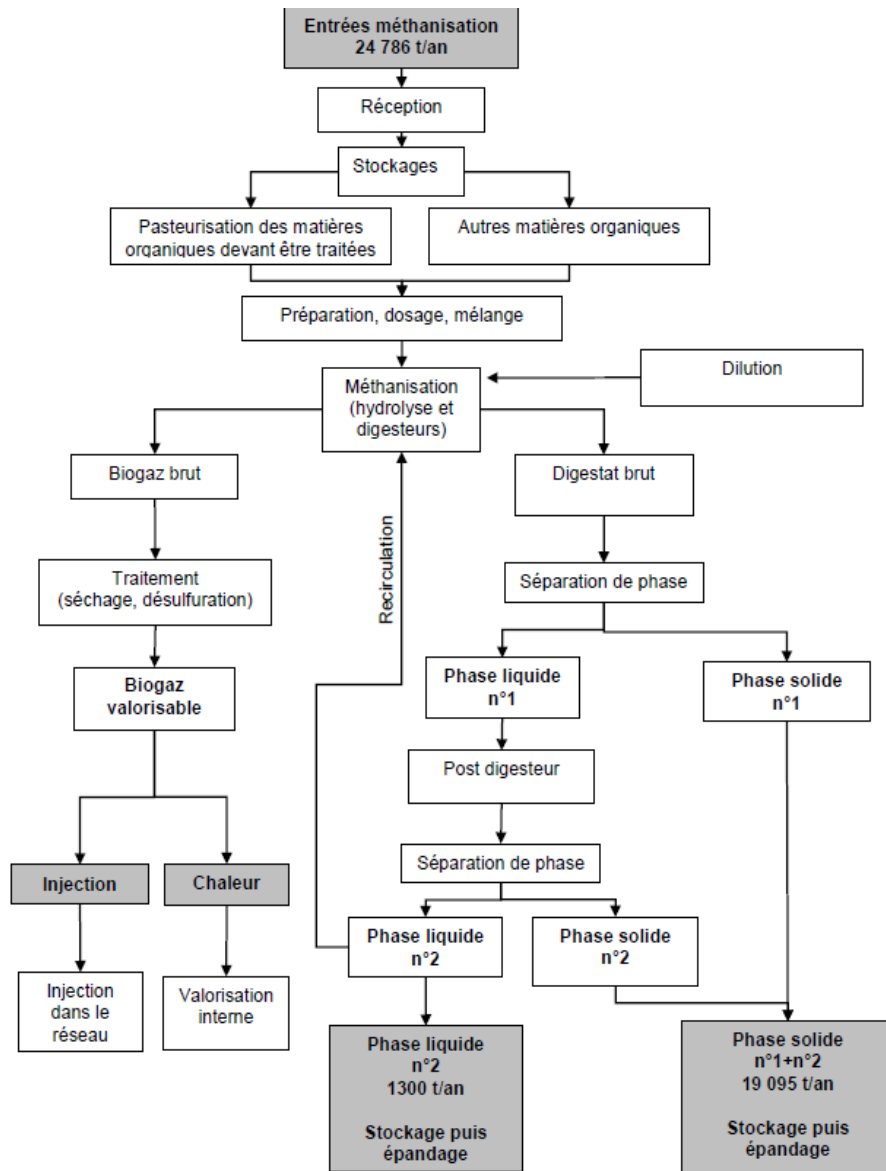 Entrées méthanisation
24 786 t/an
Réception
Stockages
Pasteurisation des matières
organiques devant être traitées
Autres matières organiques
Préparation, dosage, mélange
Dilution
Méthanisation
(hydrolyse et
digesteurs)
Biogaz brut
Digestat brut
Recirculation
Traitement
(séchage, désulfuration)
Séparation de phase
Biogaz
valorisable
Phase liquide
n°1
Phase solide
n°1
Post digesteur
Séparation de phase
Injection
Chaleur
Phase liquide
n°2
Phase solide
n°2
Injection
dans le
réseau
Valorisation
interne
Phase liquide
n°2
1300 t/an
Stockage puis
épandage
Phase solide
n°1+n°2
19 095 t/an
Stockage puis
épandage